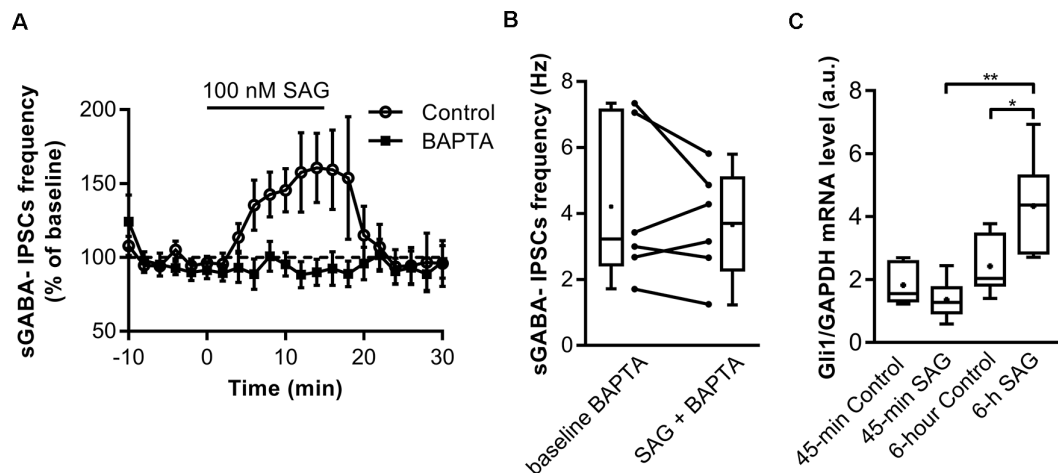 A
100 nM SAG
Control
BAPTA
sGABA- IPSCs frequency
(% of baseline)
200
150
100
50
-10
0
10
20
30
Time (min)
B
sGABA- IPSCs frequency (Hz)
8
6
4
2
0
baseline BAPTA
SAG + BAPTA
C
Gli1/GAPDH mRNA level (a.u.)
8
6
4
2
0
**
*
45-min Control
45-min SAG
6-hour Control
6-h SAG